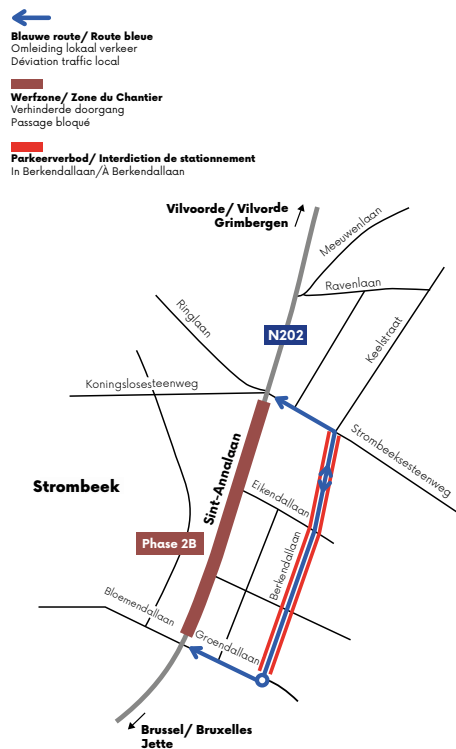 Blauwe route/ Route bleue
Omleiding lokaal verkeer
Déviation traffic local
Werfzone/ Zone du Chantier
Verhinderde doorgang
Passage bloqué
Parkeerverbod/ Interdiction de stationnement
In Berkendallaan/À Berkendallaan
Vilvoorde/ Vilvorde
Grimbergen
Meeuwenlaan
Ravenlaan
Ringlaan
N202
Keelstraat
Koningslosesteenweg
Strombeeksesteenweg
Sint-Annalaan
Strombeek
Eikendallaan
Phase 2B
Berkendallaan
Bloemendallaan
Groendallaan
Brussel/ Bruxelles
Jette